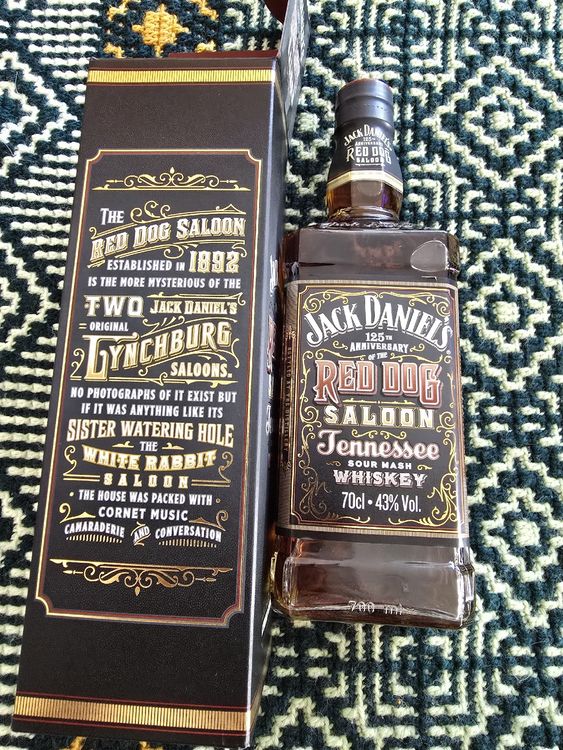 THE
RED DOG SALOON
ESTABLISHED IN 1892
IS THE MORE MYSTERIOUS OF THE
TWO JACK DANIEL'S
ORIGINAL
LYNCHBURG
SALOONS.
NO PHOTOGRAPHS OF IT EXIST BUT
IF IT WAS ANYTHING LIKE ITS
SISTER WATERING HOLE
THE
WHITE RABBIT
SALOON
• THE HOUSE WAS PACKED WITH •
CORNET MUSIC
CAMARADERIE AND CONVERSATION
JACK DANIEL'S
125th
ANNIVERSARY
RED DOG
SALOON
JACK DANIEL'S
125th
ANNIVERSARY
OF THE
RED DOG
SALOON
Tennessee
SOUR MASH
WHISKEY
70cl • 43% Vol.
700 ml